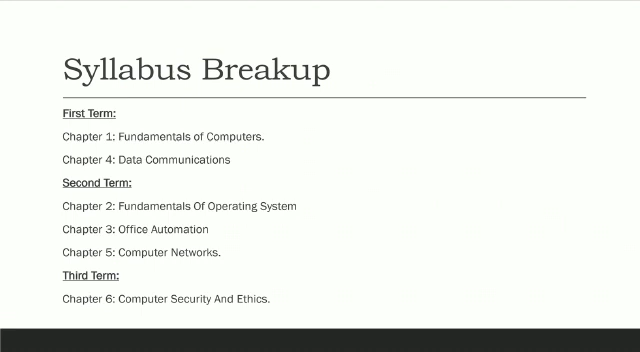 Syllabus Breakup
First Term:
Chapter 1: Fundamentals of Computers.
Chapter 4: Data Communications
Second Term:
Chapter 2: Fundamentals Of Operating System
Chapter 3: Office Automation
Chapter 5: Computer Networks.
Third Term:
Chapter 6: Computer Security And Ethics.